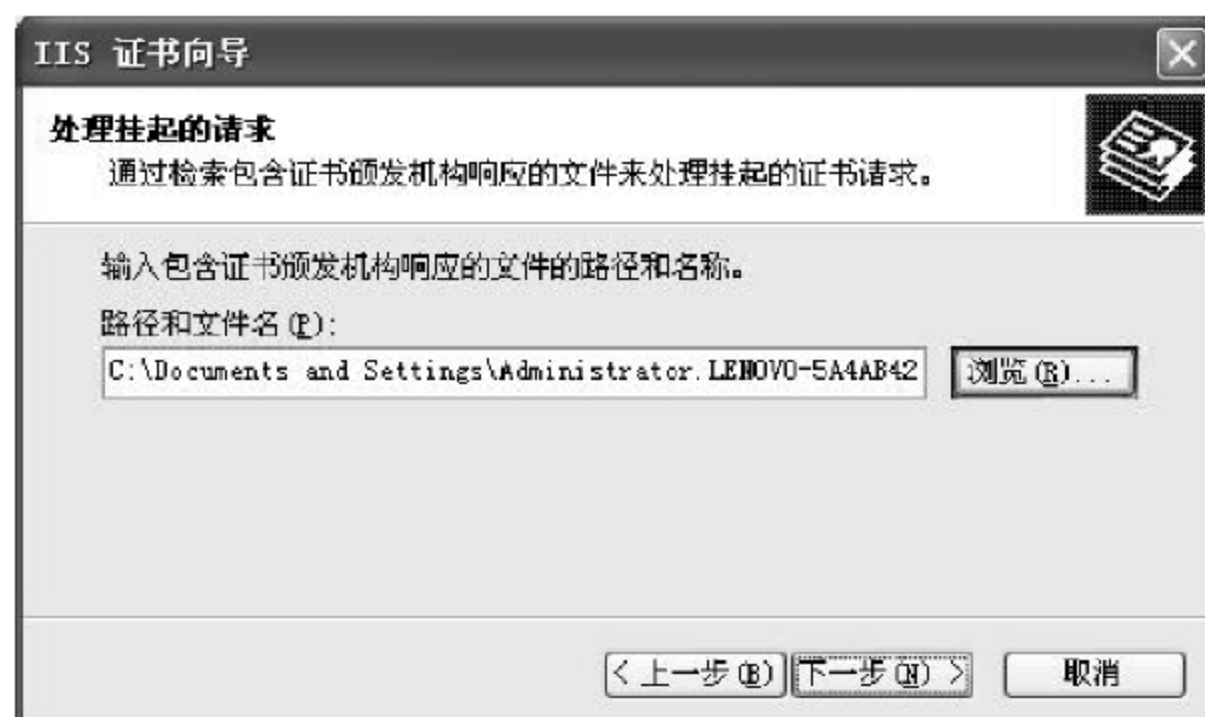 IIS 证书向导
处理挂起的请求
通过检索包含证书颁发机构响应的文件来处理挂起的证书请求。
输入包含证书颁发机构响应的文件的路径和名称。
路径和文件名(P):
C:\Documents and Settings\Administrator.LENOVO-5A4AB42
浏览(R)...
<上一步(B)
下一步(N)>
取消